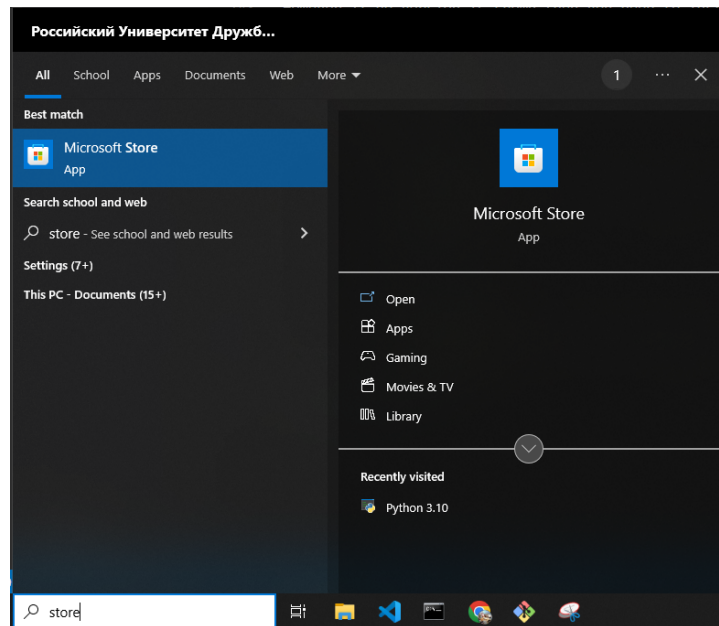 Российский Университет Дружб...
All School Apps Documents Web More 1 ...
Best match
Microsoft Store
App
Search school and web
store - See school and web results
Settings (7+)
This PC - Documents (15+)
Microsoft Store
App
Open
Apps
Gaming
Movies & TV
Library
Recently visited
Python 3.10
store